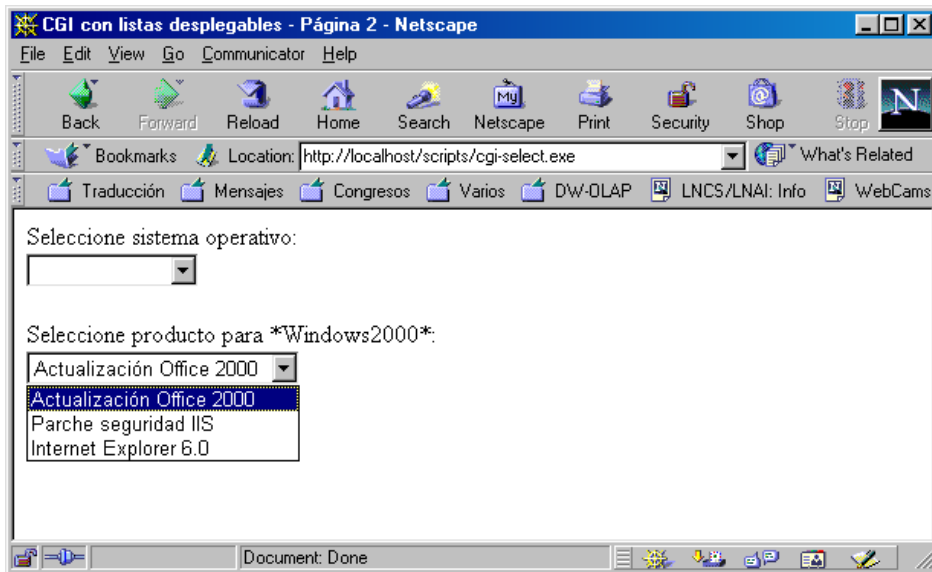 CGI con listas desplegables - Página 2 - Netscape
File Edit View Go Communicator Help
My
N
Back Forward Reload Home Search Netscape Print Security Shop Stop
Bookmarks Location: http://localhost/scripts/cgi-select.exe What's Related
Traducción Mensajes Congresos Varios DW-OLAP LNCS/LNAI: Info WebCams
Seleccione sistema operativo:
Seleccione producto para *Windows2000*:
Actualización Office 2000
Actualización Office 2000
Parche seguridad IIS
Internet Explorer 6.0
Document: Done